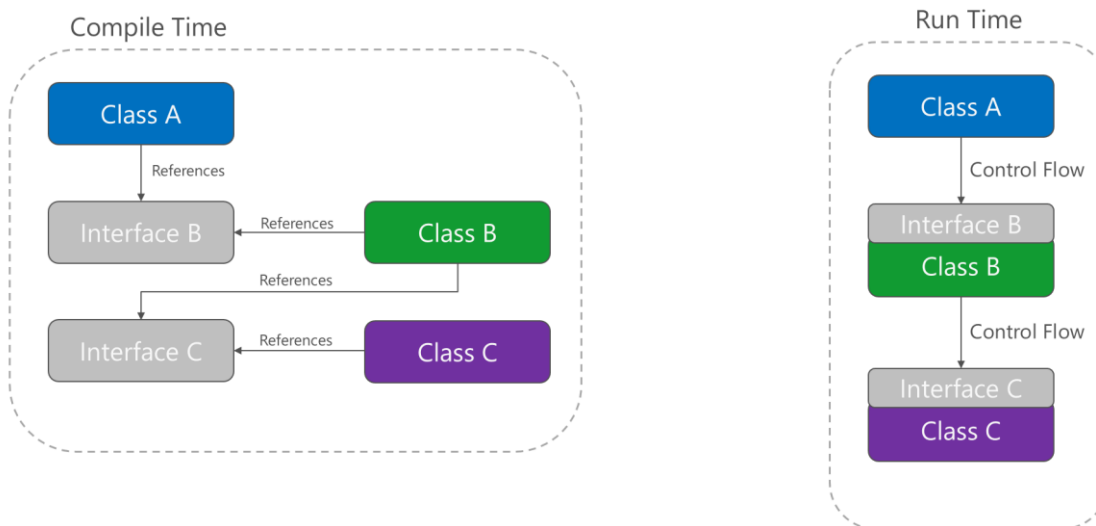 Compile Time
Class A
References
Interface B
References
Class B
References
Interface C
References
Class C
Run Time
Class A
Control Flow
Interface B
Class B
Control Flow
Interface C
Class C